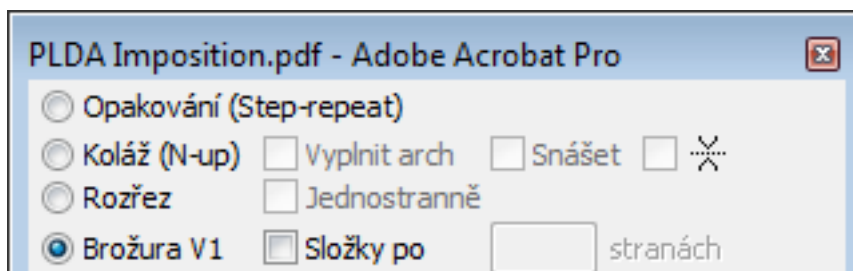 PLDA Imposition.pdf - Adobe Acrobat Pro
Opakování (Step-repeat)
Koláž (N-up) Vyplnit arch Snášet
Rozřez Jednostranně
Brožura V1 Složky po stranách